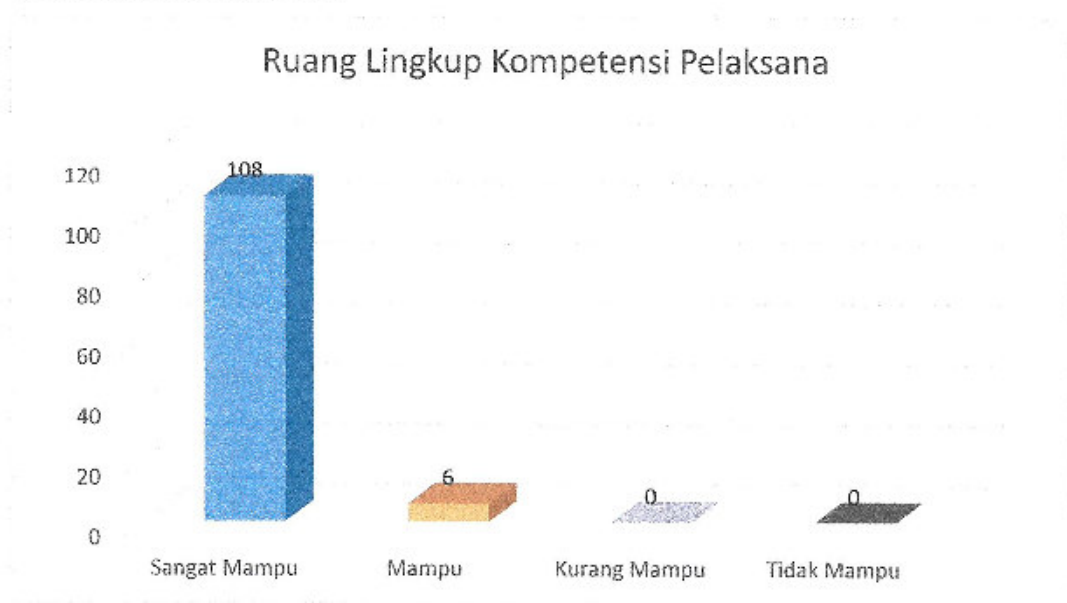 Ruang Lingkup Kompetensi Pelaksana
120
100
80
60
40
20
0
108
6
0
0
Sangat Mampu
Mampu
Kurang Mampu
Tidak Mampu